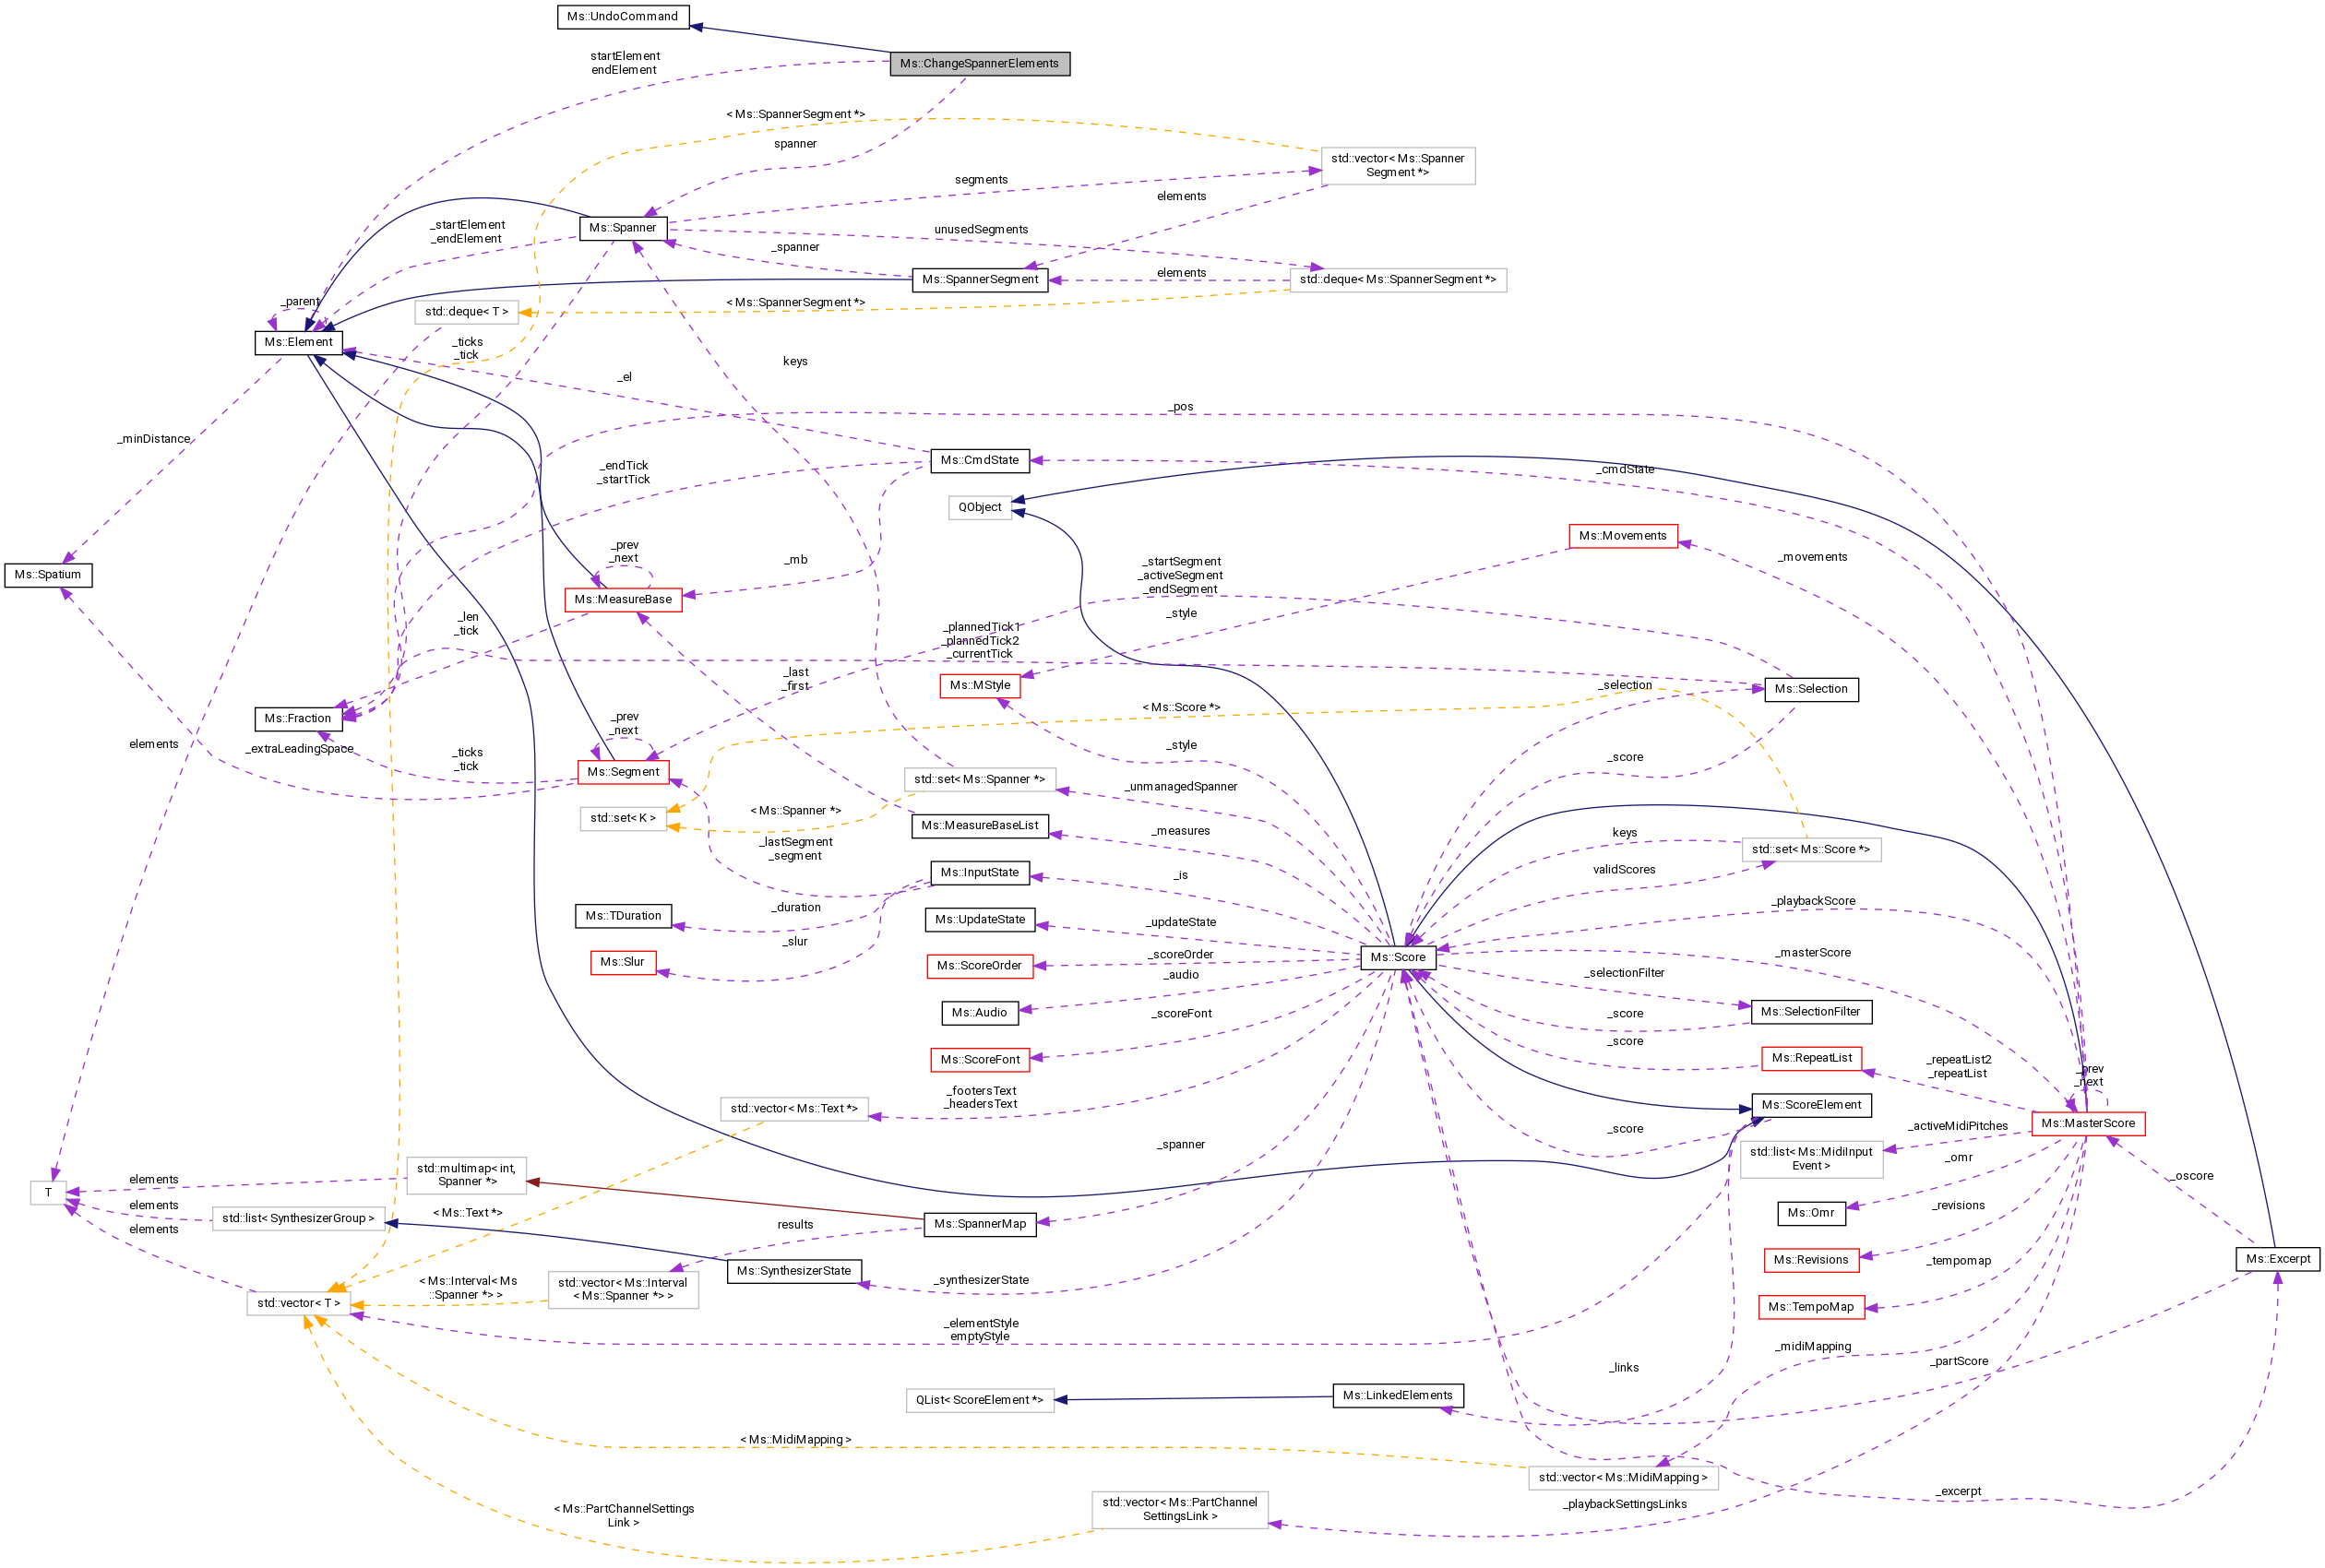 Ms::UndoCommand
startElement
endElement
Ms::ChangeSpannerElements
< Ms::SpannerSegment *>
spanner
std::vector< Ms::Spanner
Segment *>
segments
elements
_startElement
_endElement
Ms::Spanner
unusedSegments
_spanner
Ms::SpannerSegment
elements
std::deque< Ms::SpannerSegment *>
_parent
std::deque< T >
< Ms::SpannerSegment *>
Ms::Element
_ticks
_tick
keys
_el
_pos
_minDistance
Ms::CmdState
_endTick
_startTick
_cmdState
QObject
Ms::Movements
_movements
_prev
_next
_mb
_startSegment
_activeSegment
_endSegment
Ms::Spatium
Ms::MeasureBase
_style
_len
_tick
_plannedTick1
_plannedTick2
_currentTick
_last
_first
Ms::MStyle
_selection
Ms::Selection
Ms::Fraction
_prev
_next
< Ms::Score *>
elements
_extraLeadingSpace
_ticks
_tick
_style
_score
Ms::Segment
std::set< Ms::Spanner *>
_unmanagedSpanner
std::set< K >
< Ms::Spanner *>
Ms::MeasureBaseList
_measures
keys
std::set< Ms::Score *>
_lastSegment
_segment
Ms::InputState
_is
validScores
Ms::TDuration
_duration
Ms::UpdateState
_updateState
_playbackScore
_slur
Ms::Slur
Ms::ScoreOrder
_scoreOrder
Ms::Score
_masterScore
_audio
_selectionFilter
Ms::Audio
_scoreFont
_score
Ms::SelectionFilter
_score
Ms::ScoreFont
Ms::RepeatList
_repeatList2
_repeatList
_prev
_next
std::vector< Ms::Text *>
_footersText
_headersText
Ms::ScoreElement
Ms::MasterScore
_score
_activeMidiPitches
_spanner
std::list< Ms::MidiInput
Event >
_omr
_oscore
std::multimap< int,
Spanner *>
elements
T
elements
std::list< SynthesizerGroup >
< Ms::Text *>
elements
results
Ms::SpannerMap
Ms::Omr
_revisions
Ms::Revisions
Ms::Excerpt
Ms::SynthesizerState
_synthesizerState
_tempomap
< Ms::Interval< Ms
::Spanner *> >
std::vector< Ms::Interval
< Ms::Spanner *> >
std::vector< T >
Ms::TempoMap
_elementStyle
emptyStyle
_midiMapping
_links
_partScore
QList< ScoreElement *>
Ms::LinkedElements
< Ms::MidiMapping >
std::vector< Ms::MidiMapping >
< Ms::PartChannelSettings
Link >
std::vector< Ms::PartChannel
SettingsLink >
_playbackSettingsLinks
_excerpt